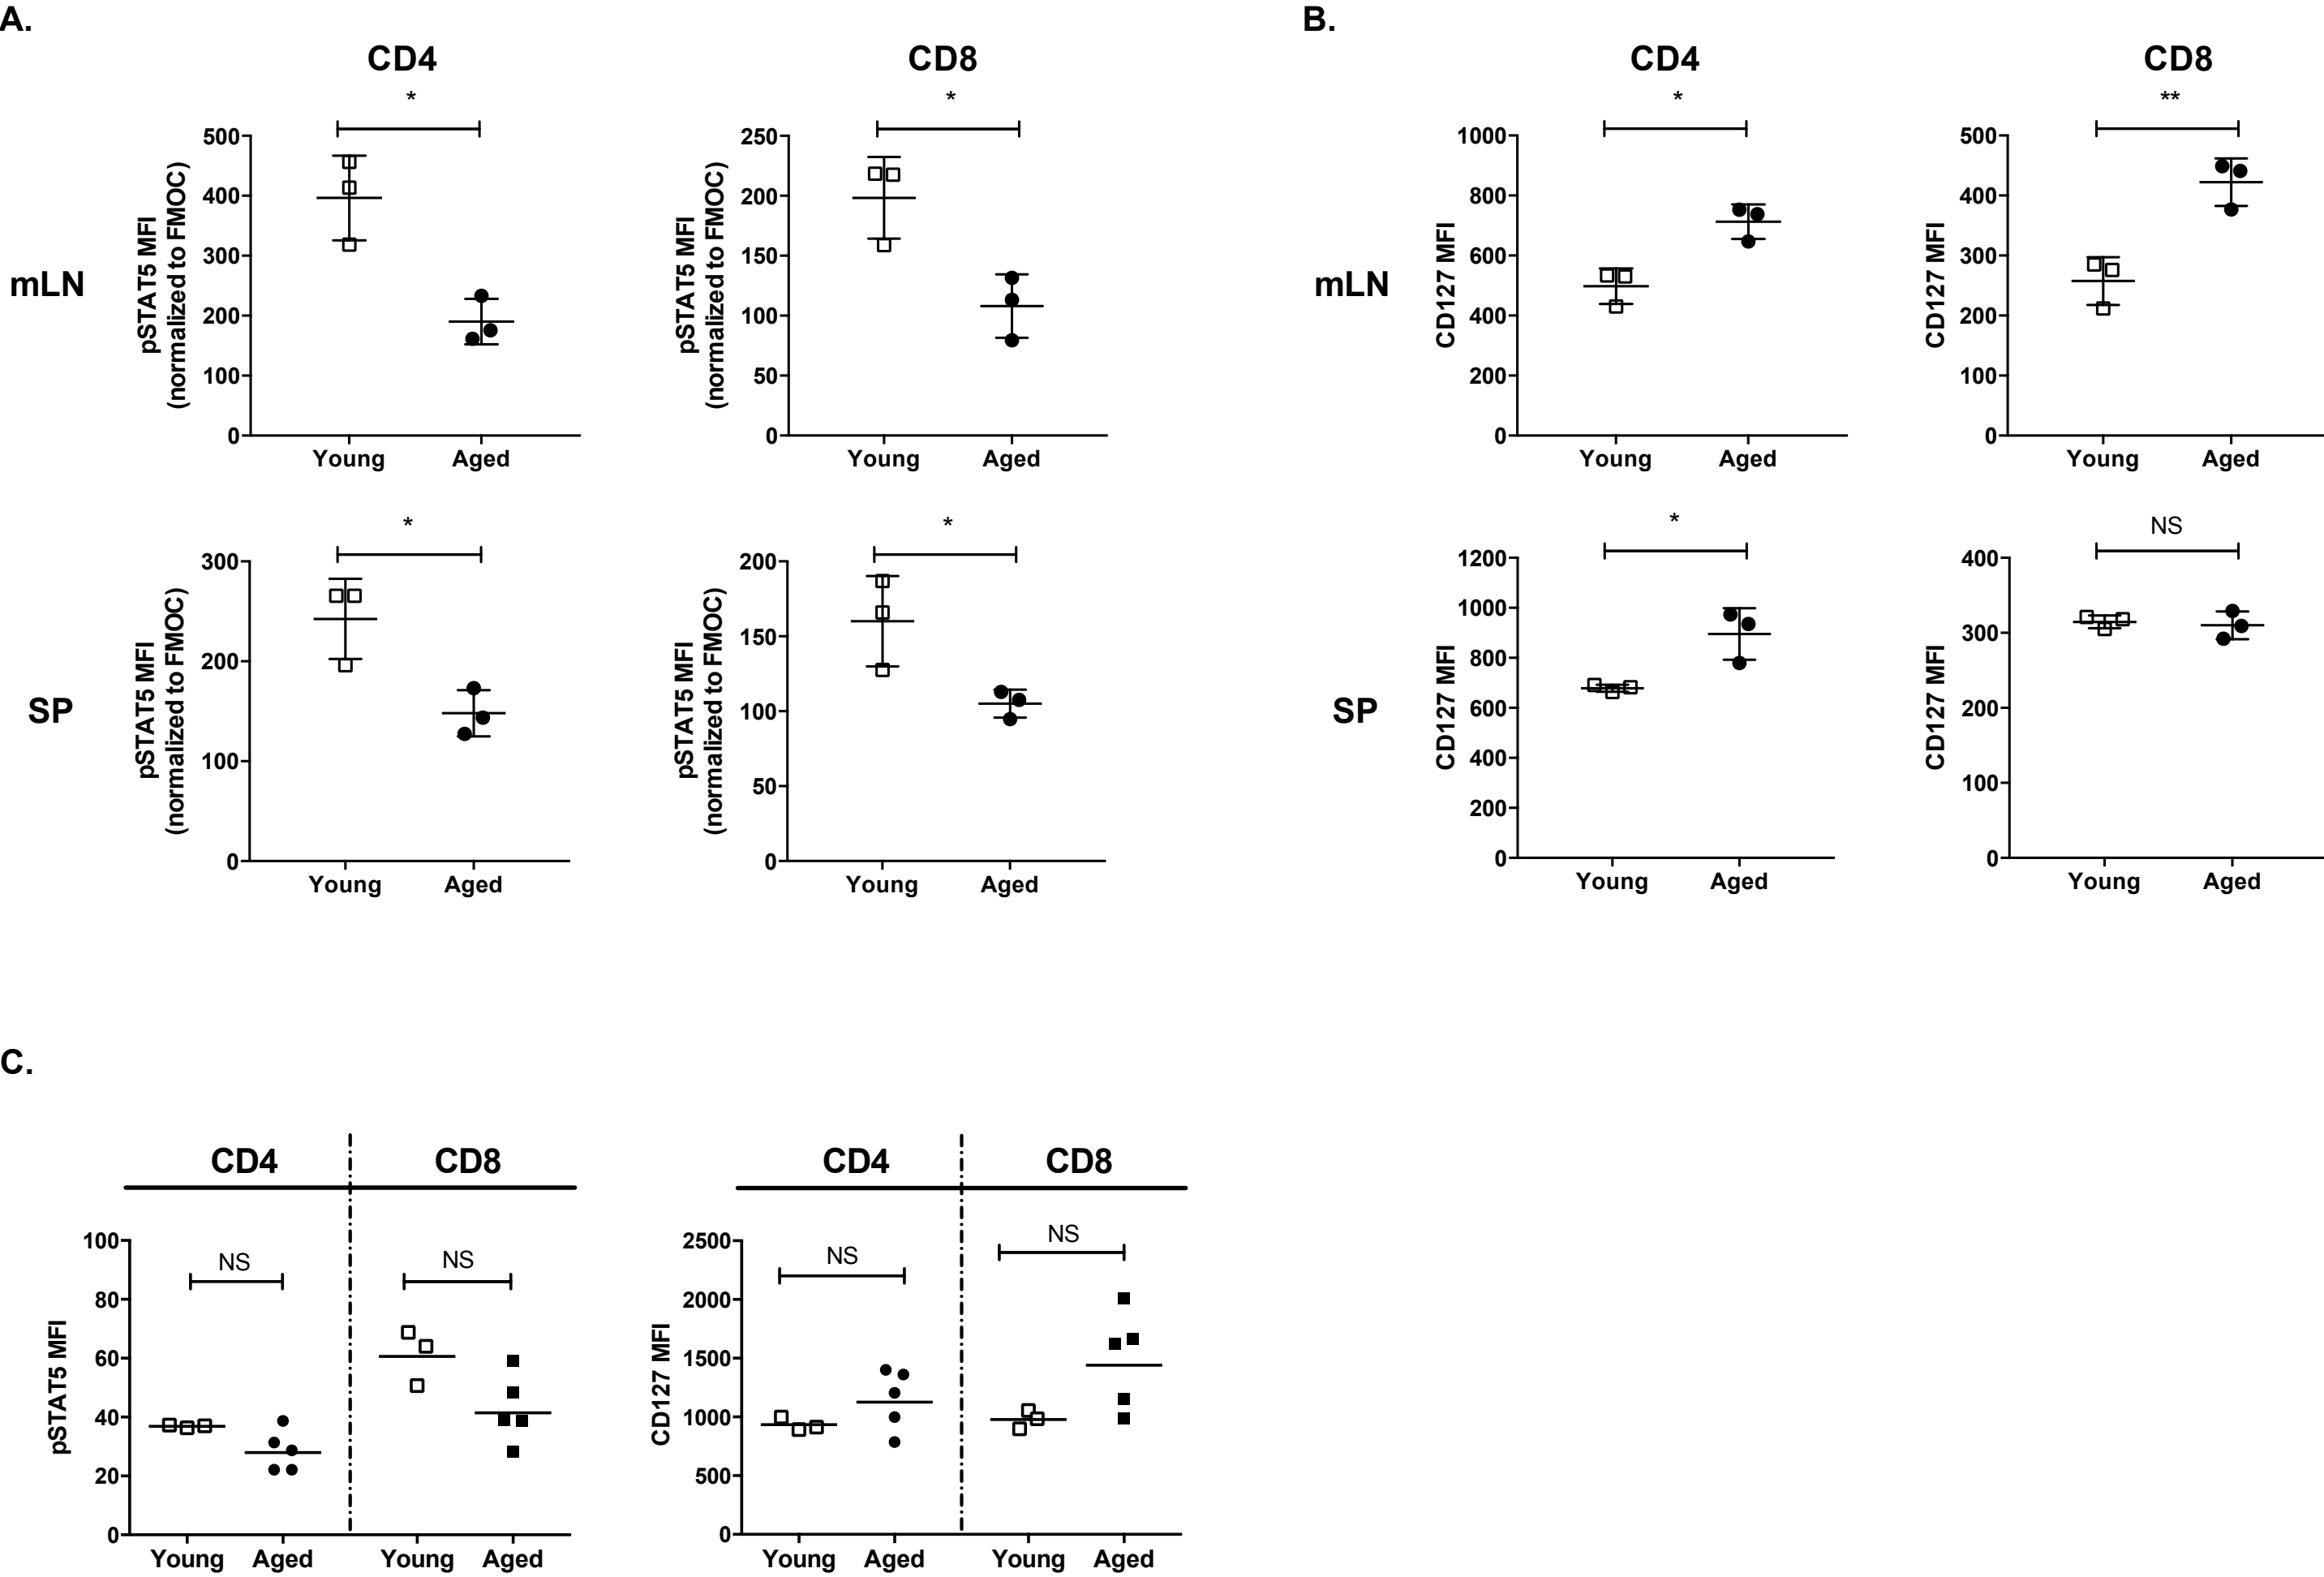 A.
B.
CD4
CD8
CD4
CD8
*
*
*
**
mLN
pSTAT5 MFI
(normalized to FMOC)
500
400
300
200
100
0
Young
Aged
pSTAT5 MFI
(normalized to FMOC)
250
200
150
100
50
0
Young
Aged
mLN
CD127 MFI
1000
800
600
400
200
0
Young
Aged
CD127 MFI
500
400
300
200
100
0
Young
Aged
*
*
*
NS
SP
pSTAT5 MFI
(normalized to FMOC)
300
200
100
0
Young
Aged
pSTAT5 MFI
(normalized to FMOC)
200
150
100
50
0
Young
Aged
SP
CD127 MFI
1200
1000
800
600
400
200
0
Young
Aged
CD127 MFI
400
300
200
100
0
Young
Aged
C.
CD4
CD8
NS
NS
pSTAT5 MFI
100
80
60
40
20
0
Young
Aged
Young
Aged
CD4
CD8
NS
NS
CD127 MFI
2500
2000
1500
1000
500
0
Young
Aged
Young
Aged